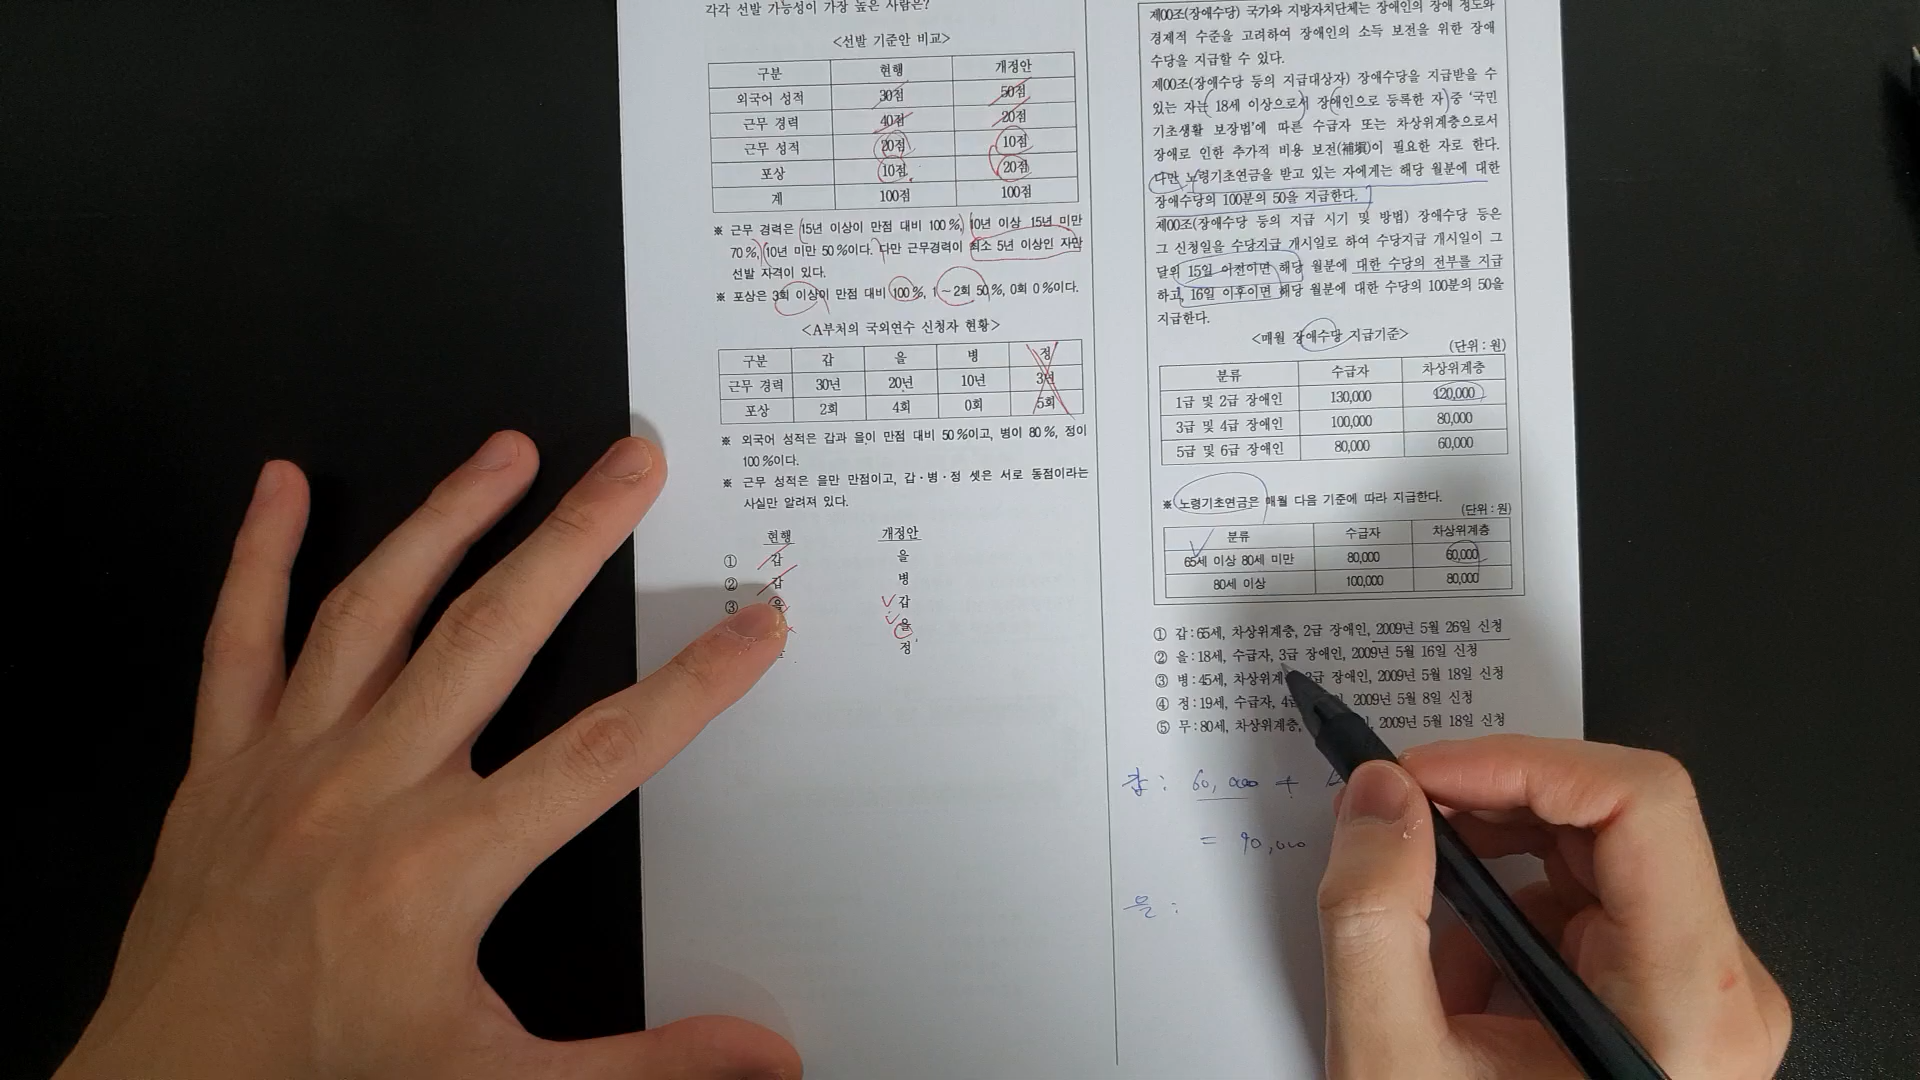 각각 선발 가능성이 가장 높은 사람은?
<선발 기준안 비교>
구분 현행 개정안
외국어 성적 30점 50점
근무 경력 40점 20점
근무 성적 20점 10점
포상 10점 20점
계 100점 100점
※ 근무 경력은 15년 이상이 만점 대비 100%, 10년 이상 15년 미만
70%, 10년 미만 50%이다. 다만 근무경력이 최소 5년 이상인 자만
선발 자격이 있다.
※ 포상은 3회 이상이 만점 대비 100%, 1~2회 50%, 0회 0%이다.
<A부처의 국외연수 신청자 현황>
구분 갑 을 병 정
근무 경력 30년 20년 10년 3년
포상 2회 4회 0회 5회
※ 외국어 성적은 갑과 을이 만점 대비 50%이고, 병이 80%, 정이
100%이다.
※ 근무 성적은 을만 만점이고, 갑·병·정 셋은 서로 동점이라는
사실만 알려져 있다.
현행 개정안
① 갑 을
② 갑 병
③ 을 갑
을
정
제00조(장애수당) 국가와 지방자치단체는 장애인의 장애 정도와
경제적 수준을 고려하여 장애인의 소득 보전을 위한 장애
수당을 지급할 수 있다.
제00조(장애수당 등의 지급대상자) 장애수당을 지급받을 수
있는 자는 18세 이상으로서 장애인으로 등록한 자 중 '국민
기초생활 보장법'에 따른 수급자 또는 차상위계층으로서
장애로 인한 추가적 비용 보전(補塡)이 필요한 자로 한다.
다만 노령기초연금을 받고 있는 자에게는 해당 월분에 대한
장애수당의 100분의 50을 지급한다.
제00조(장애수당 등의 지급 시기 및 방법) 장애수당 등은
그 신청일을 수당지급 개시일로 하여 수당지급 개시일이 그
달의 15일 이전이면 해당 월분에 대한 수당의 전부를 지급
하고, 16일 이후이면 해당 월분에 대한 수당의 100분의 50을
지급한다.
<매월 장애수당 지급기준>
(단위 : 원)
분류 수급자 차상위계층
1급 및 2급 장애인 130,000 120,000
3급 및 4급 장애인 100,000 80,000
5급 및 6급 장애인 80,000 60,000
※ 노령기초연금은 매월 다음 기준에 따라 지급한다.
(단위 : 원)
분류 수급자 차상위계층
65세 이상 80세 미만 80,000 60,000
80세 이상 100,000 80,000
① 갑 : 65세, 차상위계층, 2급 장애인, 2009년 5월 26일 신청
② 을 : 18세, 수급자, 3급 장애인, 2009년 5월 16일 신청
③ 병 : 45세, 차상위계 급 장애인, 2009년 5월 18일 신청
④ 정 : 19세, 수급자, 4급 2009년 5월 8일 신청
⑤ 무 : 80세, 차상위계층, 2009년 5월 18일 신청
갑 : 60,000 +
= 90,000
을 :